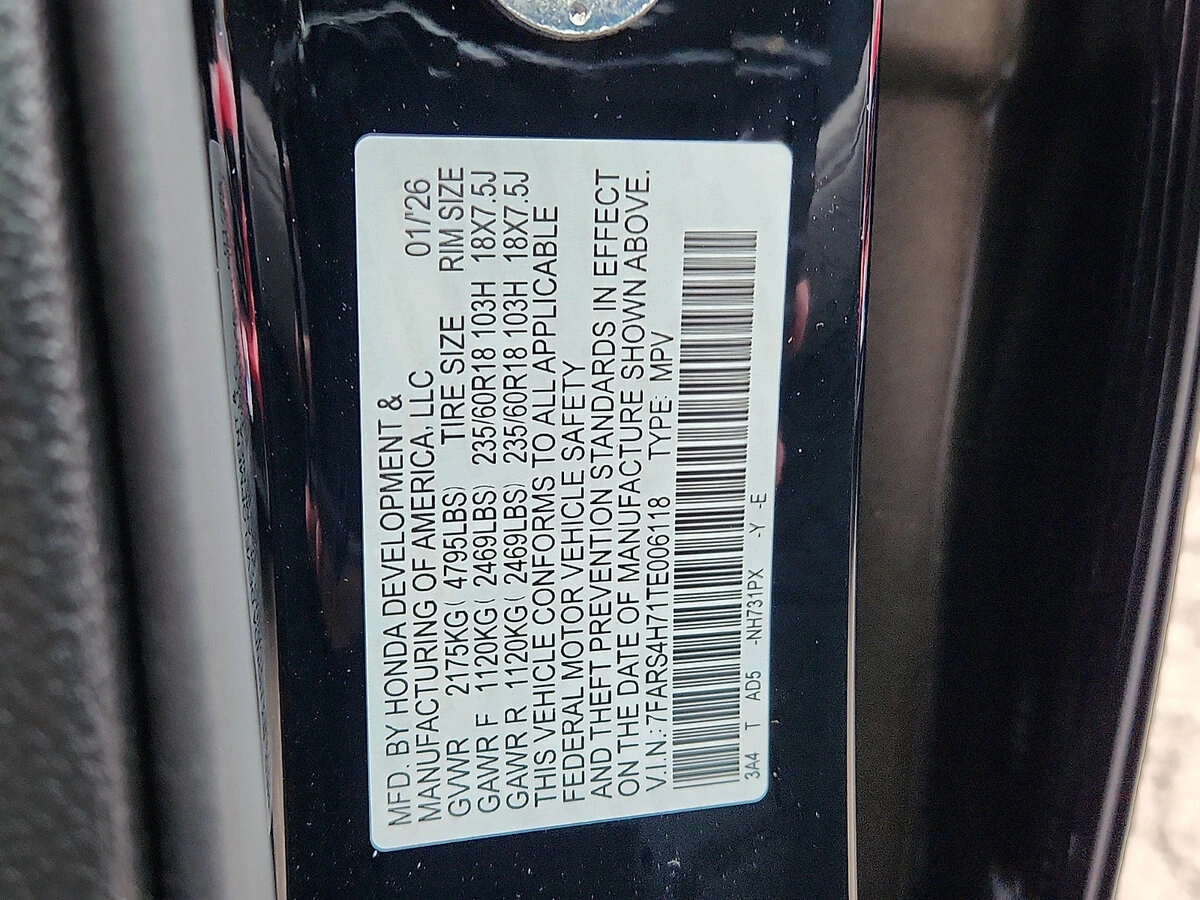 MFD. BY HONDA DEVELOPMENT &
MANUFACTURING OF AMERICA, LLC 01/'26
GVWR 2175KG( 4795LBS) TIRE SIZE RIM SIZE
GAWR F 1120KG( 2469LBS) 235/60R18 103H 18X7.5J
GAWR R 1120KG( 2469LBS) 235/60R18 103H 18X7.5J
THIS VEHICLE CONFORMS TO ALL APPLICABLE
FEDERAL MOTOR VEHICLE SAFETY
AND THEFT PREVENTION STANDARDS IN EFFECT
ON THE DATE OF MANUFACTURE SHOWN ABOVE.
V.I.N.:7FARS4H71TE006118 TYPE: MPV
3A4 T AD5 -NH731PX -Y -E